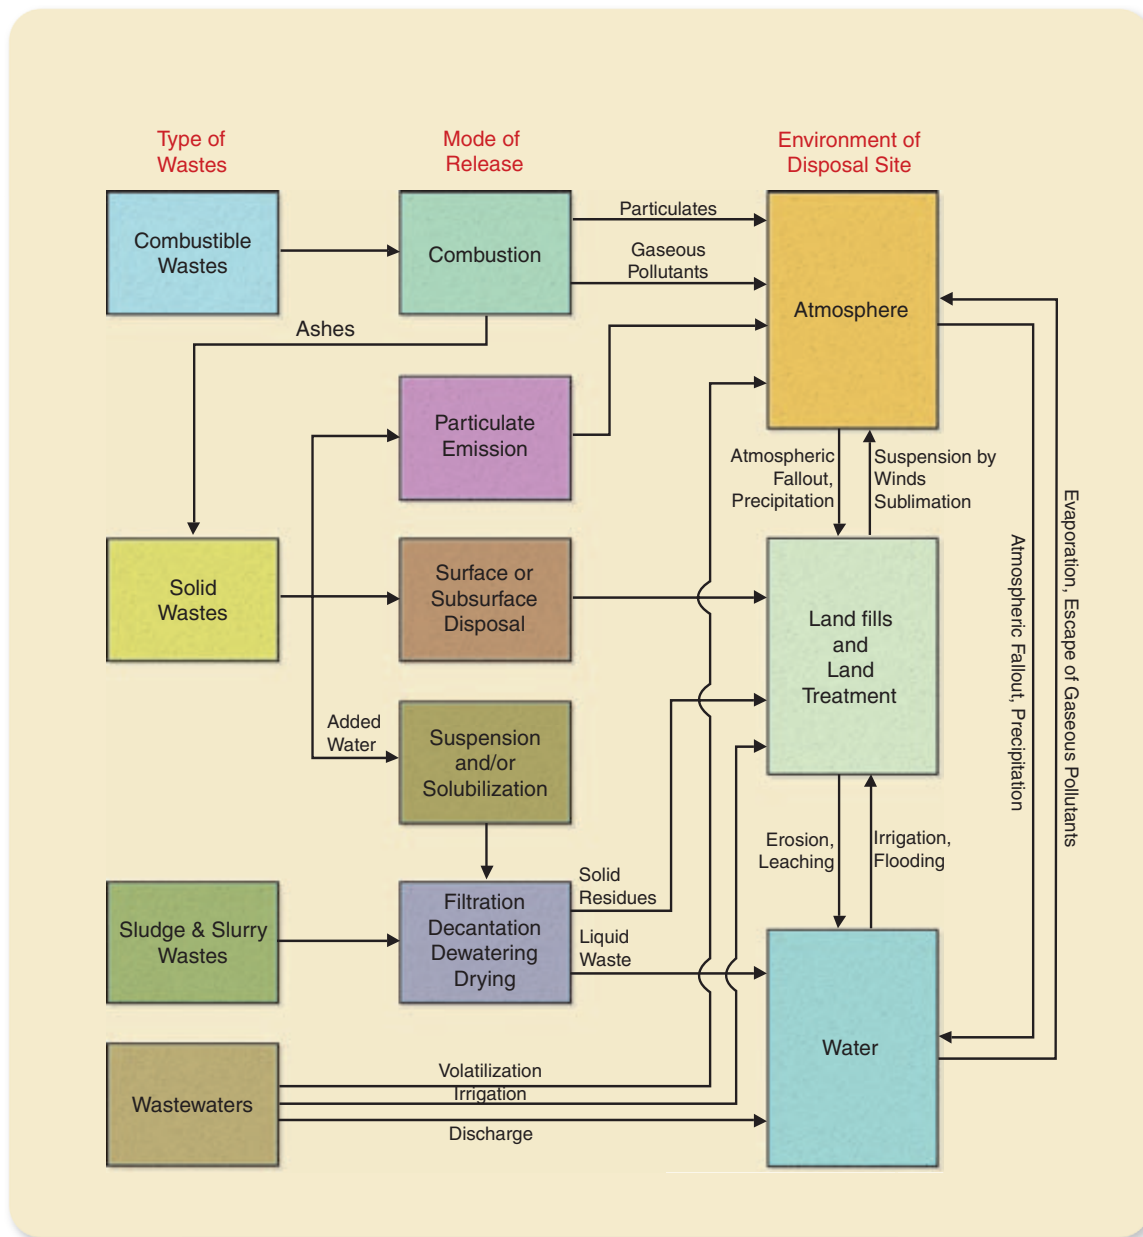 Type of
Wastes
Mode of
Release
Environment of
Disposal Site
Combustible
Wastes
Combustion
Particulates
Gaseous
Pollutants
Atmosphere
Ashes
Particulate
Emission
Atmospheric
Fallout,
Precipitation
Suspension by
Winds
Sublimation
Solid
Wastes
Surface or
Subsurface
Disposal
Land fills
and
Land
Treatment
Added
Water
Suspension
and/or
Solubilization
Erosion,
Leaching
Irrigation,
Flooding
Atmospheric Fallout, Precipitation
Evaporation, Escape of Gaseous Pollutants
Sludge & Slurry
Wastes
Filtration
Decantation
Dewatering
Drying
Solid
Residues
Liquid
Waste
Water
Wastewaters
Volatilization
Irrigation
Discharge